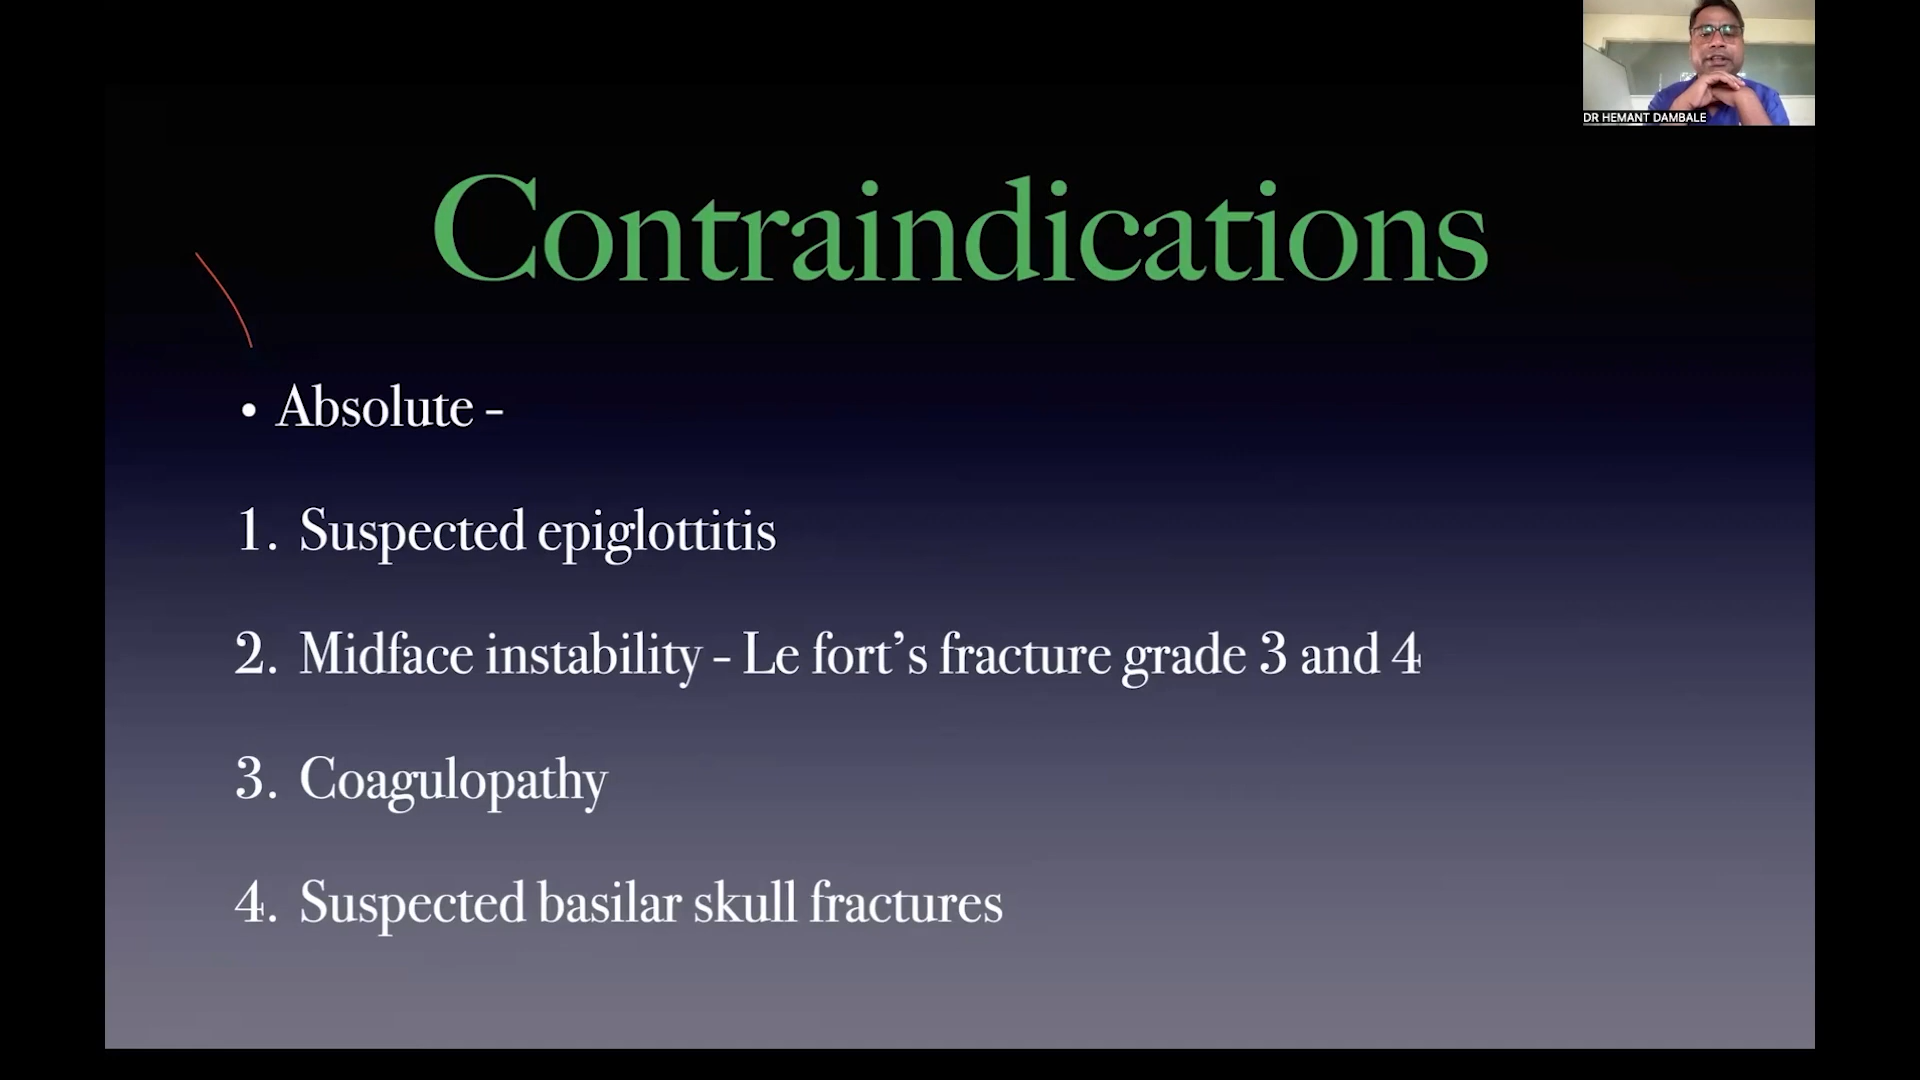 DR HEMANT DAMBALE
Contraindications
• Absolute -
1. Suspected epiglottitis
2. Midface instability - Le fort’s fracture grade 3 and 4
3. Coagulopathy
4. Suspected basilar skull fractures